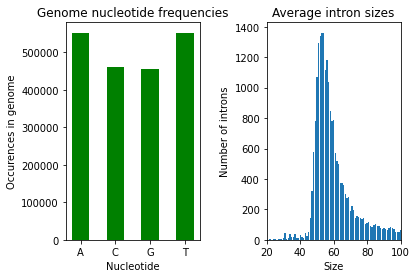 Genome nucleotide frequencies
Occurences in genome
500000
400000
300000
200000
100000
0
A C G T
Nucleotide
Average intron sizes
Number of introns
1400
1200
1000
800
600
400
200
0
20 40 60 80 100
Size